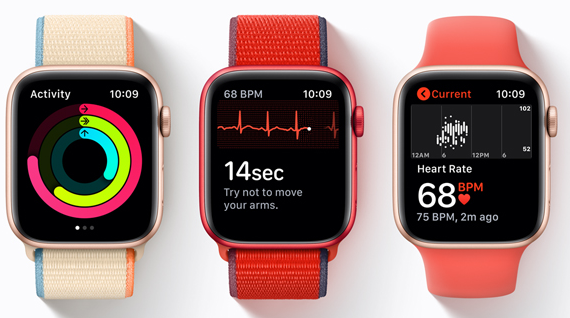 Activity 10:09
68 BPM 10:09
14sec
Try not to move
your arms.
Current 10:09
102
52
12AM 6 12PM 6
Heart Rate
68 BPM
75 BPM, 2m ago